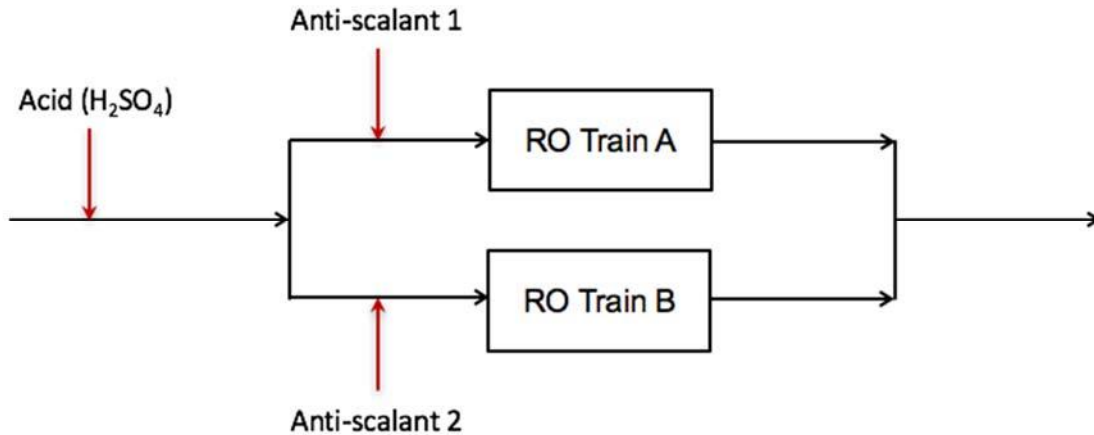 Anti-scalant 1
Acid (H₂SO₄)
RO Train A
RO Train B
Anti-scalant 2